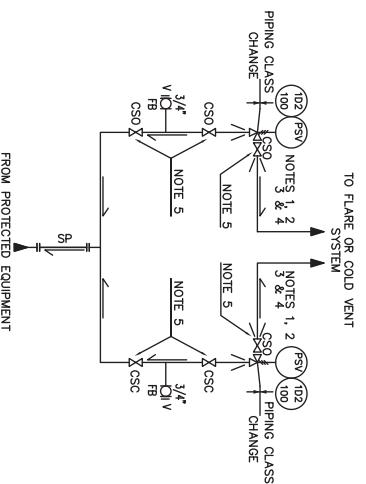 TO FLARE OR COLD VENT
SYSTEM
PIPING CLASS
CHANGE
1D2
100
PSV
CSO
NOTES 1, 2
3 & 4
NOTES 1, 2
3 & 4
CSO
PSV
1D2
100
PIPING CLASS
CHANGE
NOTE 5
NOTE 5
CSO
CSC
3/4"
FB
V
NOTE 5
NOTE 5
3/4"
FB
V
CSO
CSC
SP
FROM PROTECTED EQUIPMENT